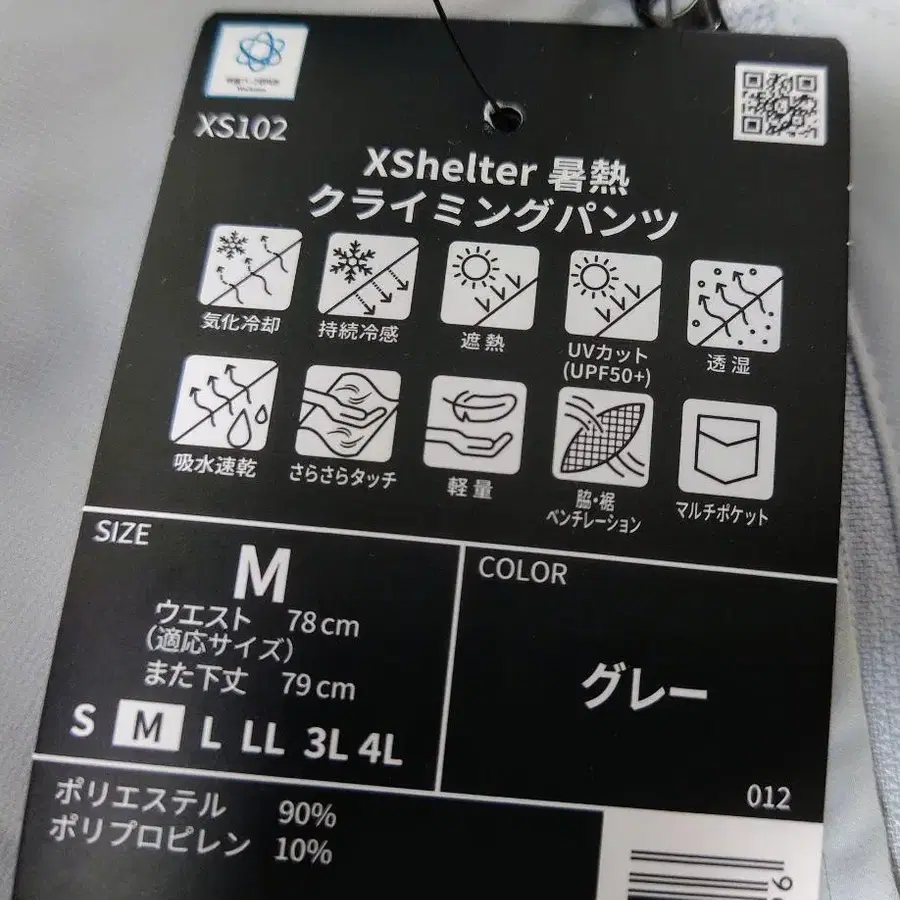 XS102
XShelter 暑熱
クライミングパンツ
気化冷却
持続冷感
遮熱
UVカット
(UPF50+)
透湿
吸水速乾
さらさらタッチ
軽量
脇・裾
ベンチレーション
マルチポケット
SIZE
M
ウエスト 78cm
(適応サイズ)
また下丈 79cm
S M L LL 3L 4L
COLOR
グレー
012
ポリエステル 90%
ポリプロピレン 10%